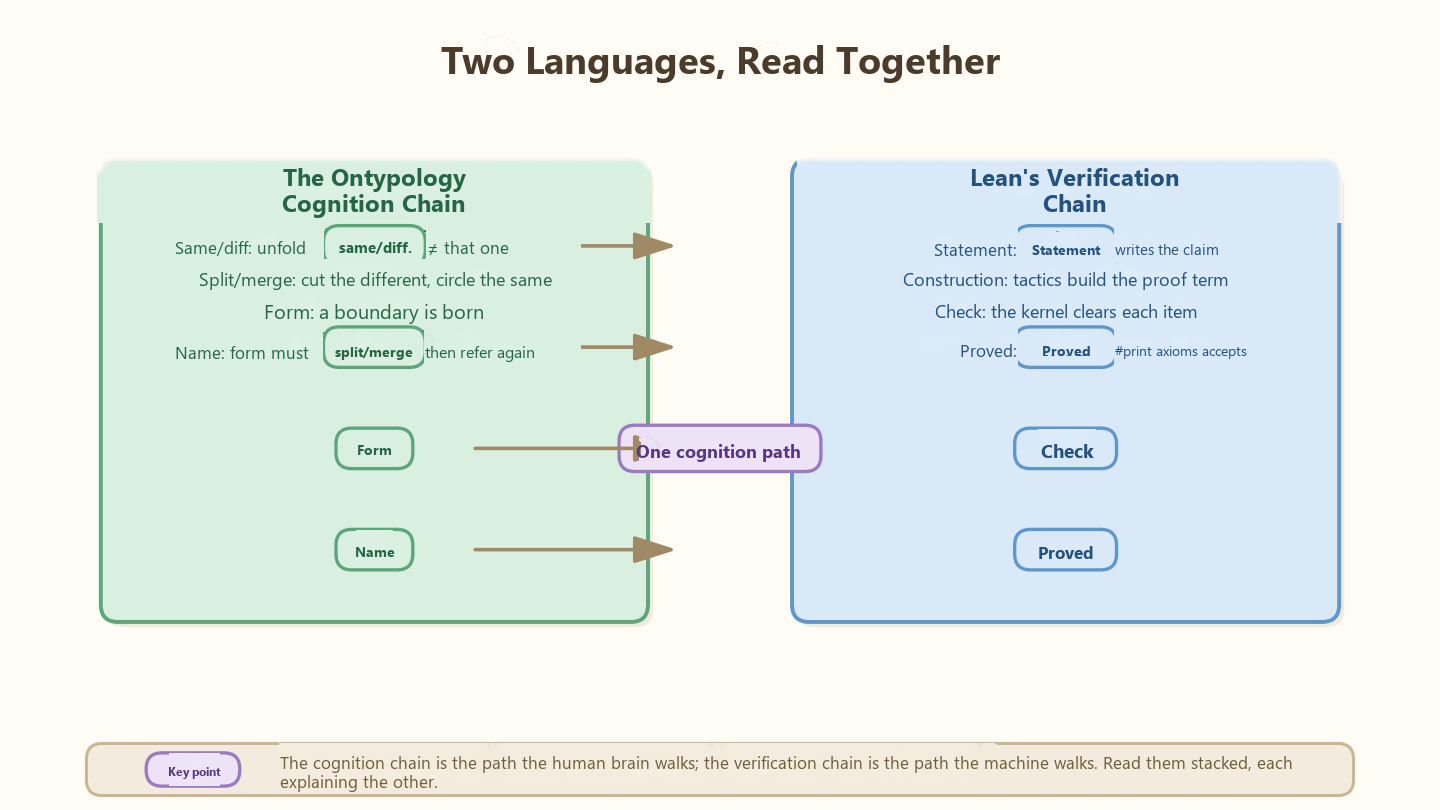 Two Languages, Read Together
The Ontypology
Cognition Chain
Same/diff: unfold same/diff. ≠ that one
Split/merge: cut the different, circle the same
Form: a boundary is born
Name: form must split/merge then refer again
Form
Name
One cognition path
Lean's Verification
Chain
Statement: Statement writes the claim
Construction: tactics build the proof term
Check: the kernel clears each item
Proved: Proved #print axioms accepts
Check
Proved
Key point
The cognition chain is the path the human brain walks; the verification chain is the path the machine walks. Read them stacked, each
explaining the other.